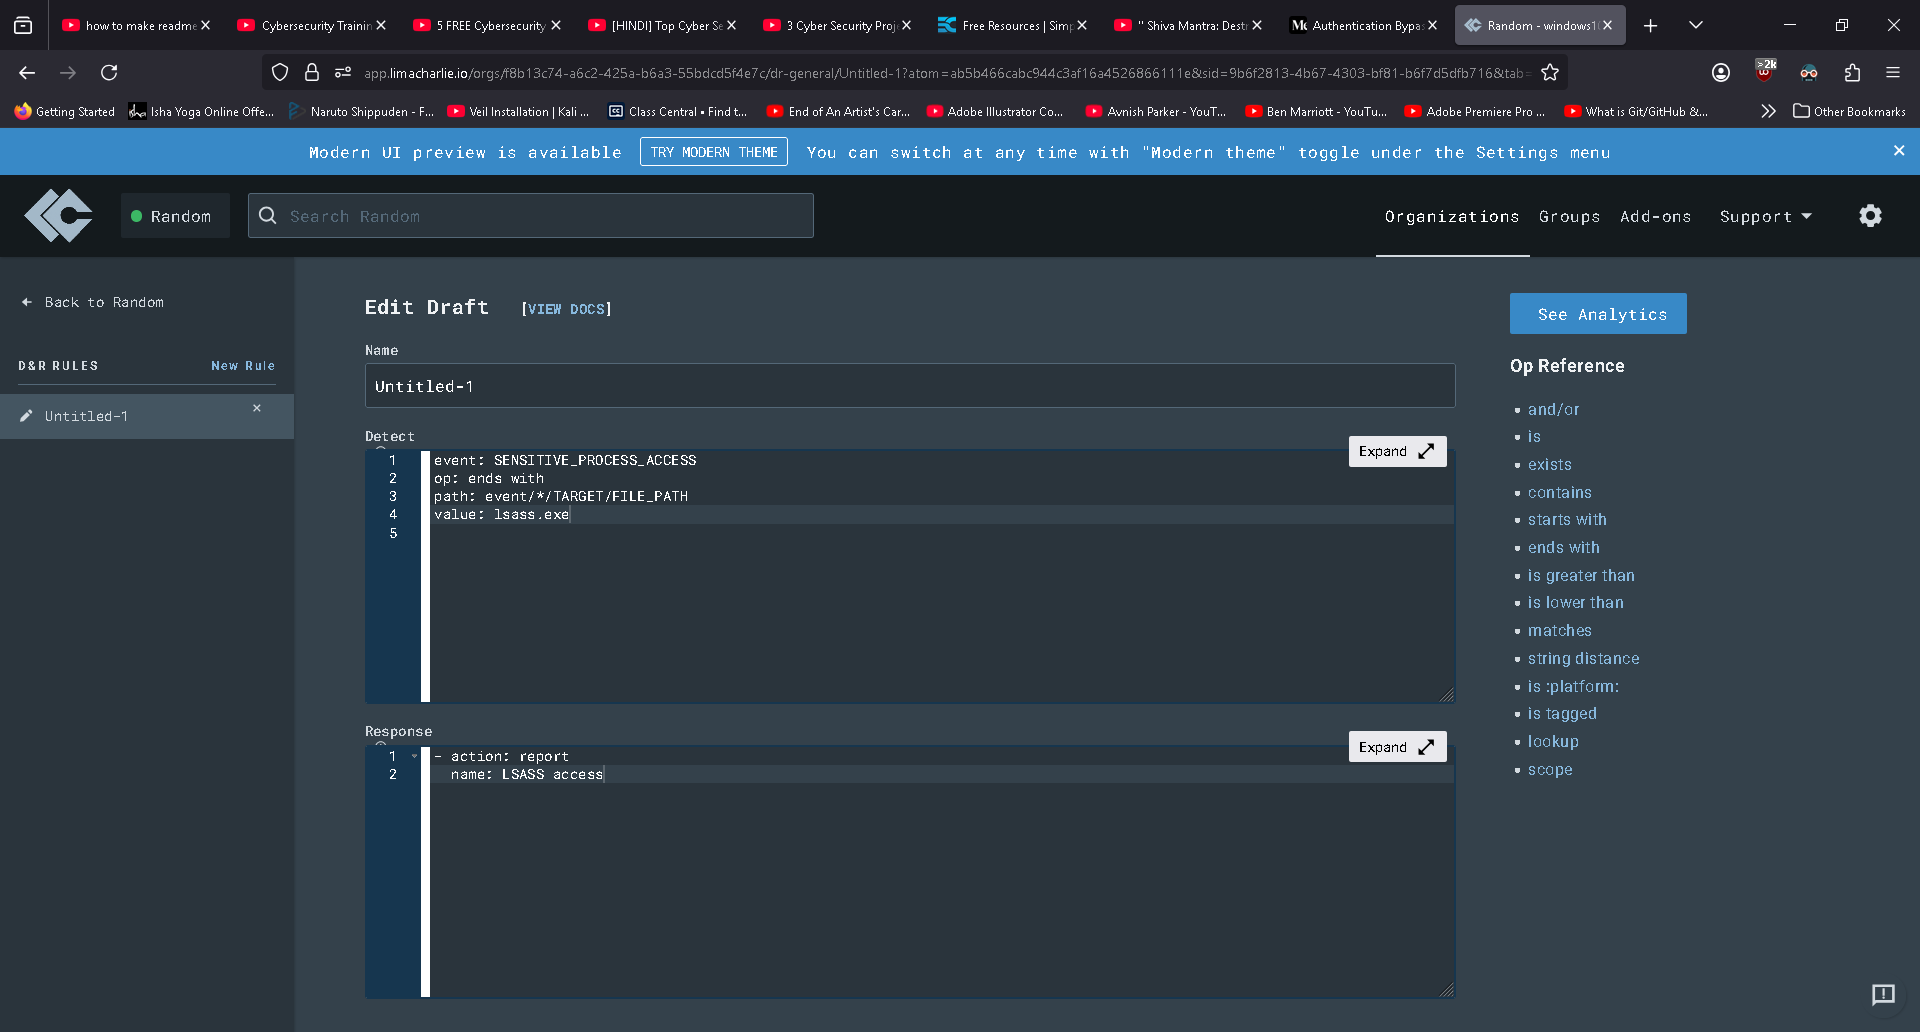 how to make readme
Cybersecurity Trainin
5 FREE Cybersecurity
[HINDI] Top Cyber Se
3 Cyber Security Proj
Free Resources | Simp
" Shiva Mantra: Destr
Authentication Bypas
Random - windows10
app.limacharlie.io/orgs/f8b13c74-a6c2-425a-b6a3-55bdcd5f4e7c/dr-general/Untitled-1?atom=ab5b466cabc944c3af16a4526866111e&sid=9b6f2813-4b67-4303-bf81-b6f7d5dfb716&tab=
>2k
Getting Started
Isha Yoga Online Offe...
Naruto Shippuden - F...
Veil Installation | Kali ...
Class Central • Find t...
End of An Artist's Car...
Adobe Illustrator Co...
Avnish Parker - YouT...
Ben Marriott - YouTu...
Adobe Premiere Pro ...
What is Git/GitHub &...
Other Bookmarks
Modern UI preview is available TRY MODERN THEME You can switch at any time with "Modern theme" toggle under the Settings menu
Random
Search Random
Organizations
Groups
Add-ons
Support
Back to Random
D&R RULES
New Rule
Untitled-1
Edit Draft [VIEW DOCS]
Name
Untitled-1
Detect
Expand
1 event: SENSITIVE_PROCESS_ACCESS
2 op: ends with
3 path: event/*/TARGET/FILE_PATH
4 value: lsass.exe
5
Response
Expand
1 - action: report
2 name: LSASS access
See Analytics
Op Reference
• and/or
• is
• exists
• contains
• starts with
• ends with
• is greater than
• is lower than
• matches
• string distance
• is :platform:
• is tagged
• lookup
• scope